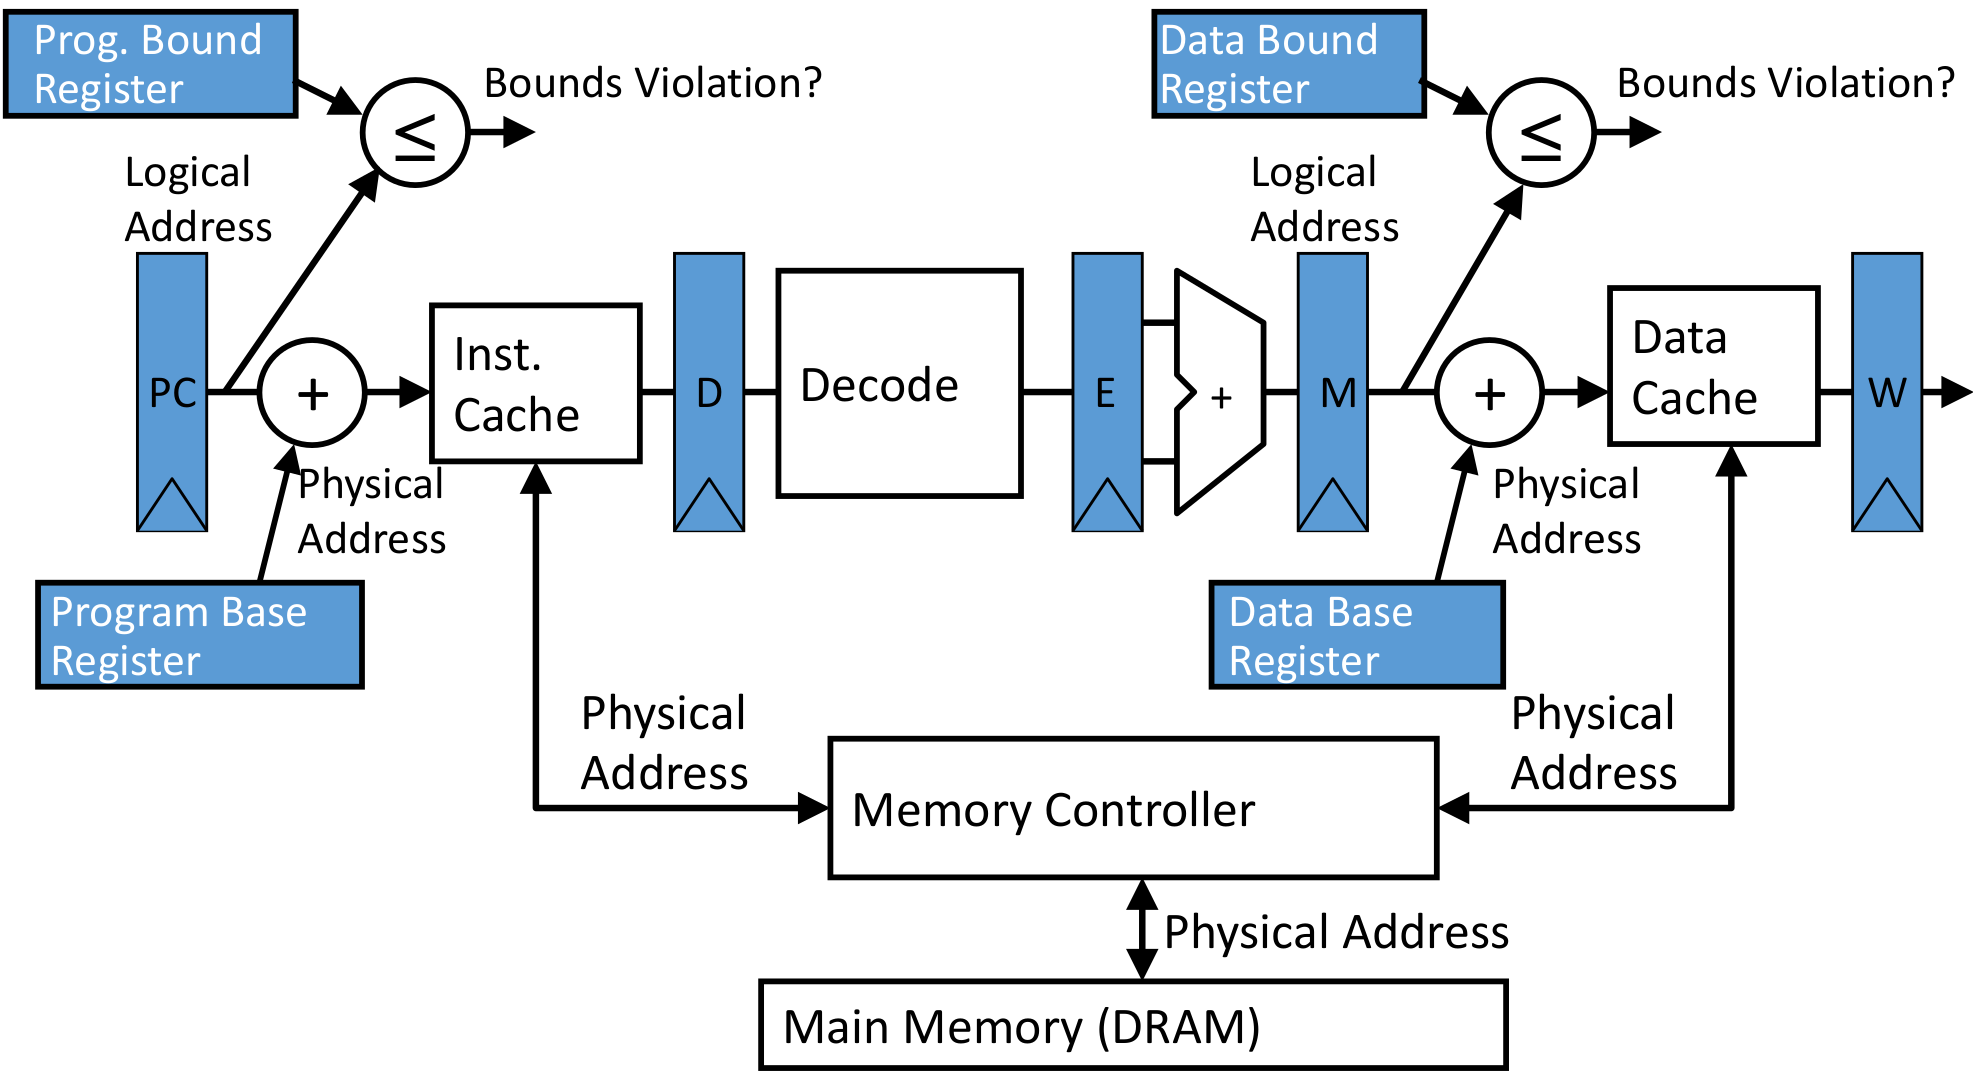 Prog. Bound
Register
Bounds Violation?
≤
Logical
Address
Data Bound
Register
Bounds Violation?
≤
Logical
Address
PC
+
Inst.
Cache
D
Decode
E
+
M
+
Data
Cache
W
Physical
Address
Physical
Address
Program Base
Register
Data Base
Register
Physical
Address
Physical
Address
Memory Controller
Physical Address
Main Memory (DRAM)